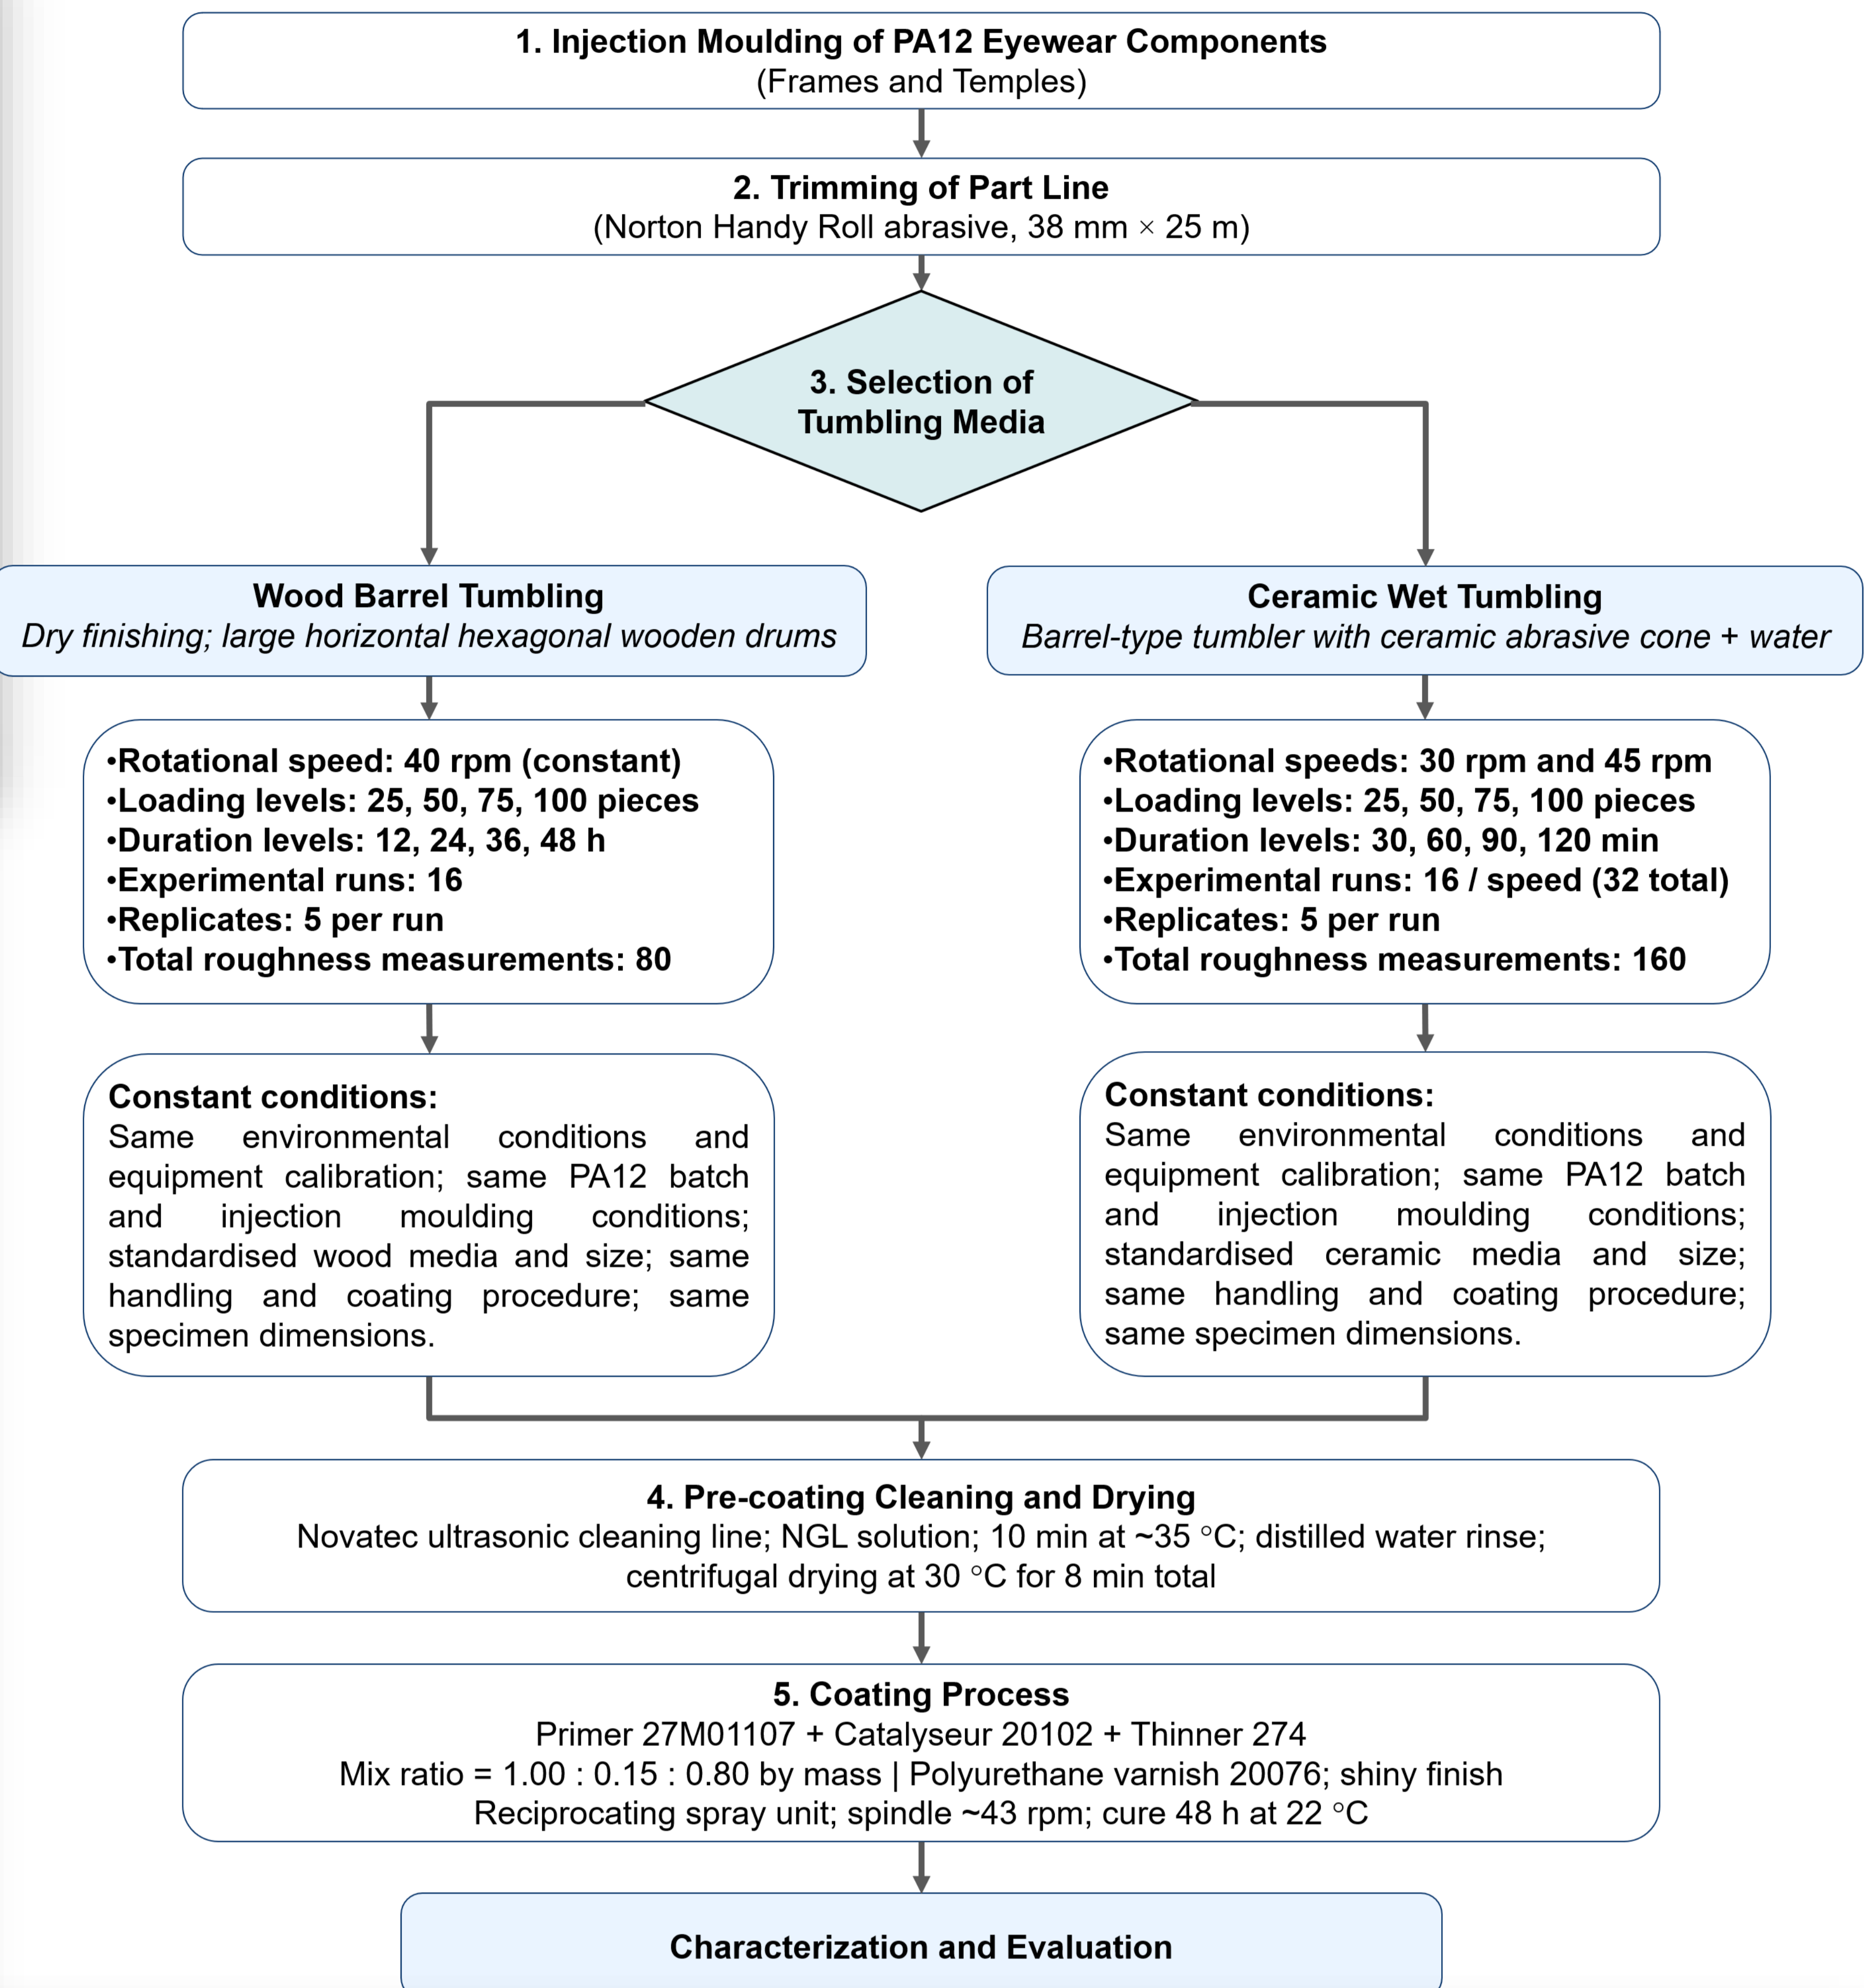 1. Injection Moulding of PA12 Eyewear Components
(Frames and Temples)
2. Trimming of Part Line
(Norton Handy Roll abrasive, 38 mm × 25 m)
3. Selection of
Tumbling Media
Wood Barrel Tumbling
Dry finishing; large horizontal hexagonal wooden drums
•Rotational speed: 40 rpm (constant)
•Loading levels: 25, 50, 75, 100 pieces
•Duration levels: 12, 24, 36, 48 h
•Experimental runs: 16
•Replicates: 5 per run
•Total roughness measurements: 80
Constant conditions:
Same environmental conditions and
equipment calibration; same PA12 batch
and injection moulding conditions;
standardised wood media and size; same
handling and coating procedure; same
specimen dimensions.
Ceramic Wet Tumbling
Barrel-type tumbler with ceramic abrasive cone + water
•Rotational speeds: 30 rpm and 45 rpm
•Loading levels: 25, 50, 75, 100 pieces
•Duration levels: 30, 60, 90, 120 min
•Experimental runs: 16 / speed (32 total)
•Replicates: 5 per run
•Total roughness measurements: 160
Constant conditions:
Same environmental conditions and
equipment calibration; same PA12 batch
and injection moulding conditions;
standardised ceramic media and size;
same handling and coating procedure;
same specimen dimensions.
4. Pre-coating Cleaning and Drying
Novatec ultrasonic cleaning line; NGL solution; 10 min at ~35 °C; distilled water rinse;
centrifugal drying at 30 °C for 8 min total
5. Coating Process
Primer 27M01107 + Catalyseur 20102 + Thinner 274
Mix ratio = 1.00 : 0.15 : 0.80 by mass | Polyurethane varnish 20076; shiny finish
Reciprocating spray unit; spindle ~43 rpm; cure 48 h at 22 °C
Characterization and Evaluation